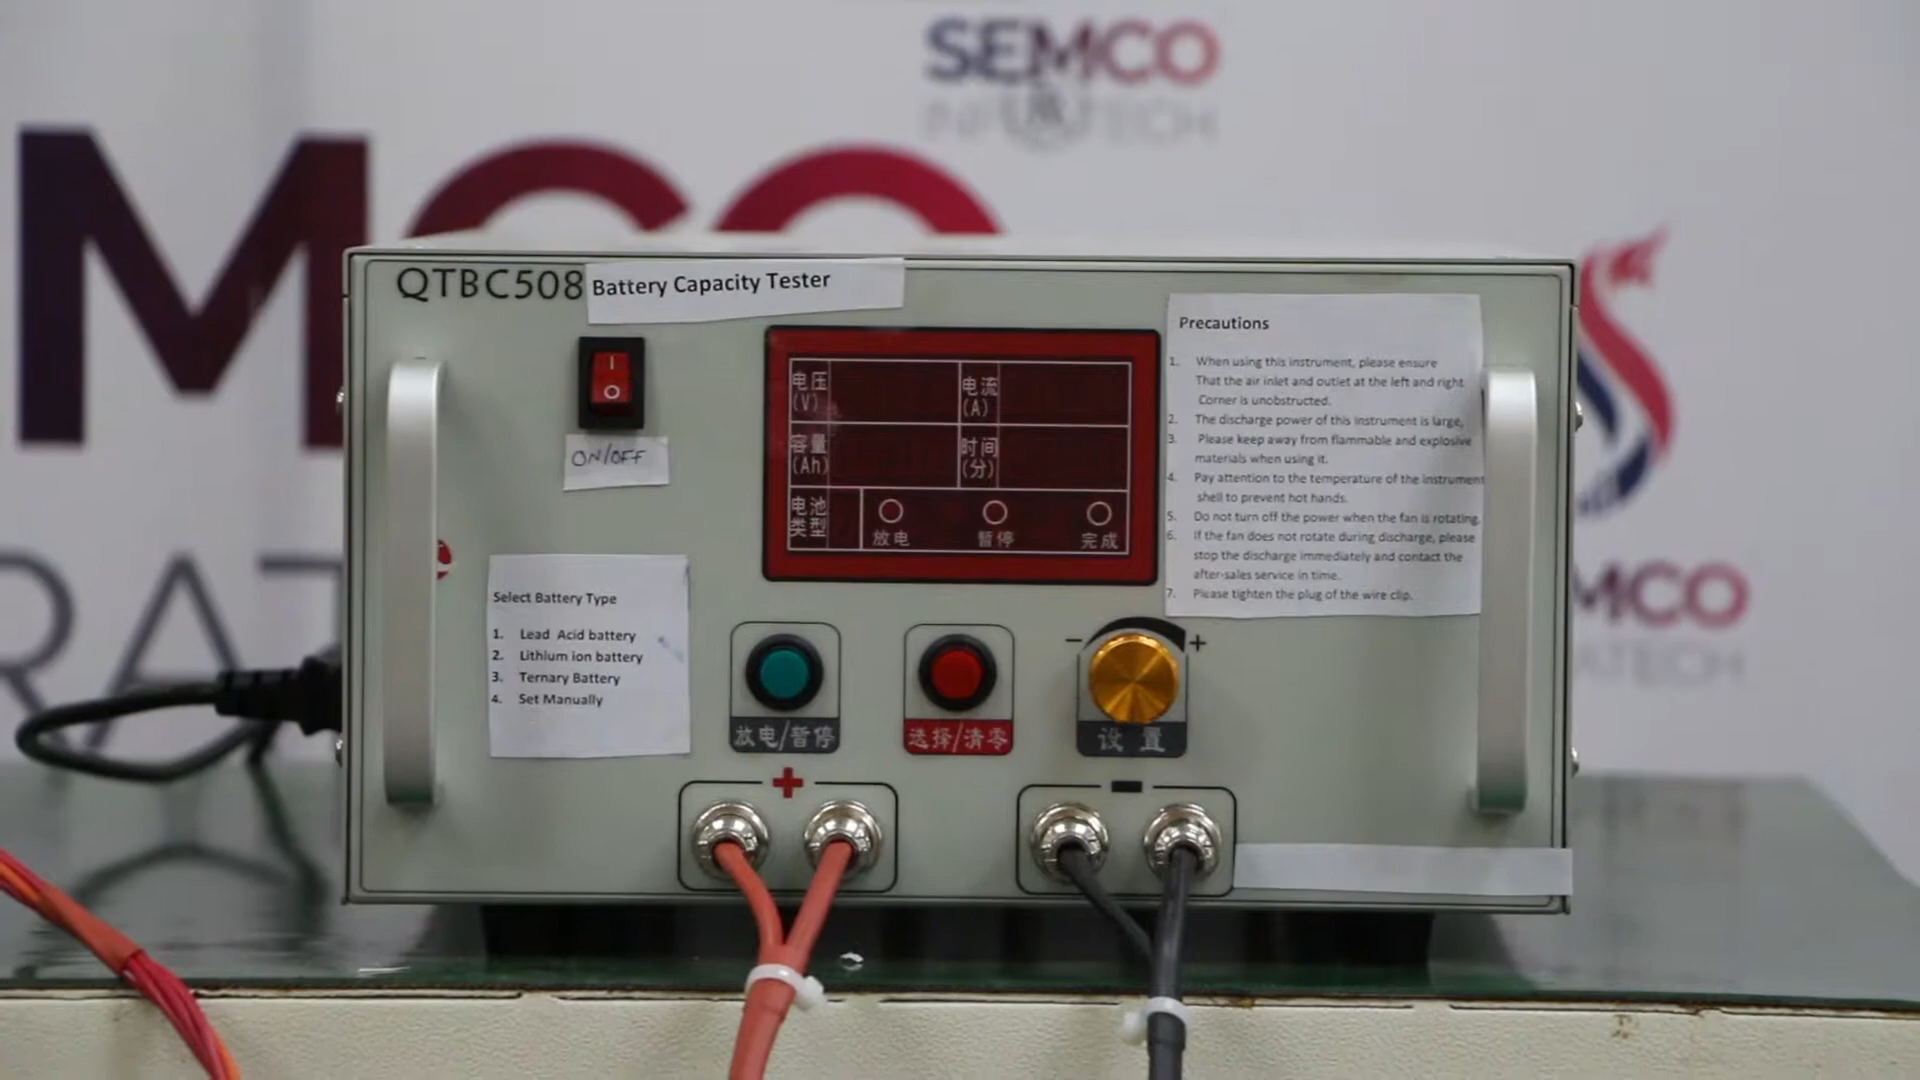 SEMCO
INFRATECH
MCO
RAT
QTBC508
Battery Capacity Tester
ON/OFF
电压
(V)
电流
(A)
容量
(Ah)
时间
(分)
电池
类型
放电
暂停
完成
Precautions
1. When using this instrument, please ensure
That the air inlet and outlet at the left and right
Corner is unobstructed.
2. The discharge power of this instrument is large,
3. Please keep away from flammable and explosive
materials when using it.
4. Pay attention to the temperature of the instrument
shell to prevent hot hands.
5. Do not turn off the power when the fan is rotating.
6. If the fan does not rotate during discharge, please
stop the discharge immediately and contact the
after-sales service in time.
7. Please tighten the plug of the wire clip.
Select Battery Type
1. Lead Acid battery
2. Lithium ion battery
3. Ternary Battery
4. Set Manually
放电/暂停
选择/清零
- +
设置
+
-
MCO
ATECH